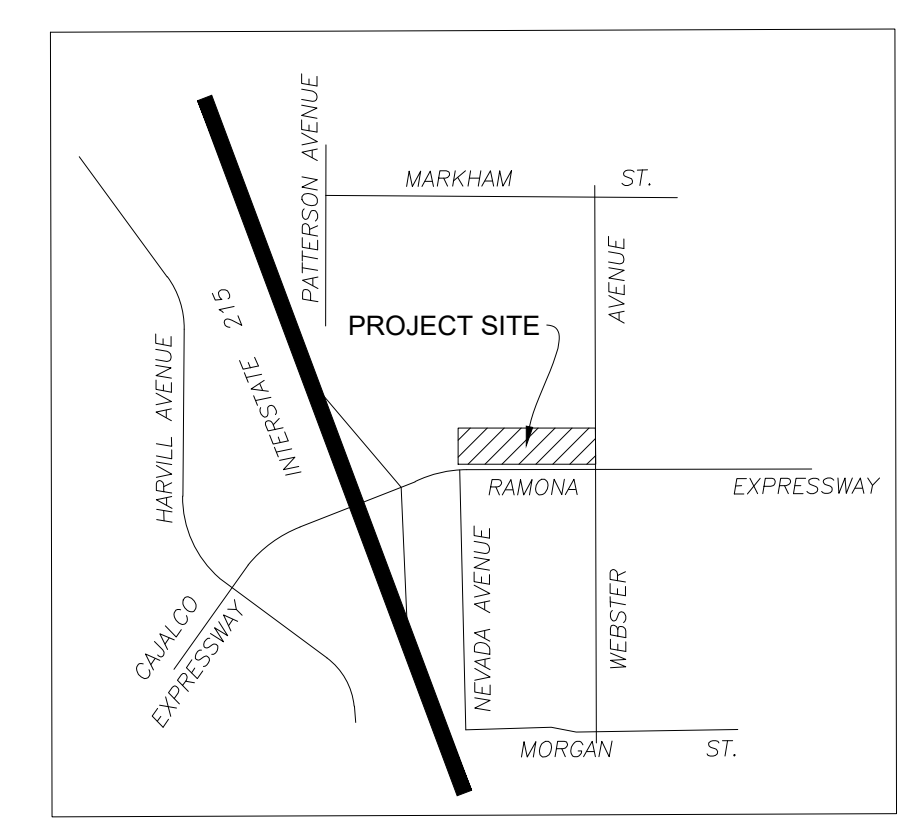 PATTERSON AVENUE
MARKHAM ST.
AVENUE
INTERSTATE 215
PROJECT SITE
HARVILL AVENUE
RAMONA EXPRESSWAY
NEVADA AVENUE
WEBSTER
CAJALCO
EXPRESSWAY
MORGAN ST.